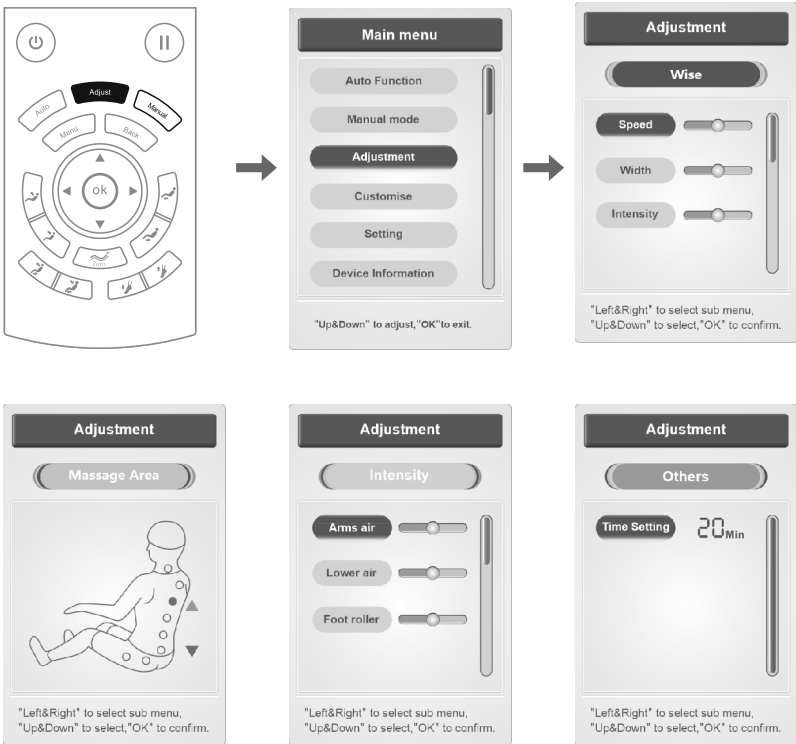 Adjust
Auto
Manual
Menu
Back
ok
Zero
Main menu
Auto Function
Manual mode
Adjustment
Customise
Setting
Device Information
"Up&Down" to adjust,"OK"to exit.
Adjustment
Wise
Speed
Width
Intensity
"Left&Right" to select sub menu,
"Up&Down" to select,"OK" to confirm.
Adjustment
Massage Area
"Left&Right" to select sub menu,
"Up&Down" to select,"OK" to confirm.
Adjustment
Intensity
Arms air
Lower air
Foot roller
"Left&Right" to select sub menu,
"Up&Down" to select,"OK" to confirm.
Adjustment
Others
Time Setting 20 Min
"Left&Right" to select sub menu,
"Up&Down" to select,"OK" to confirm.